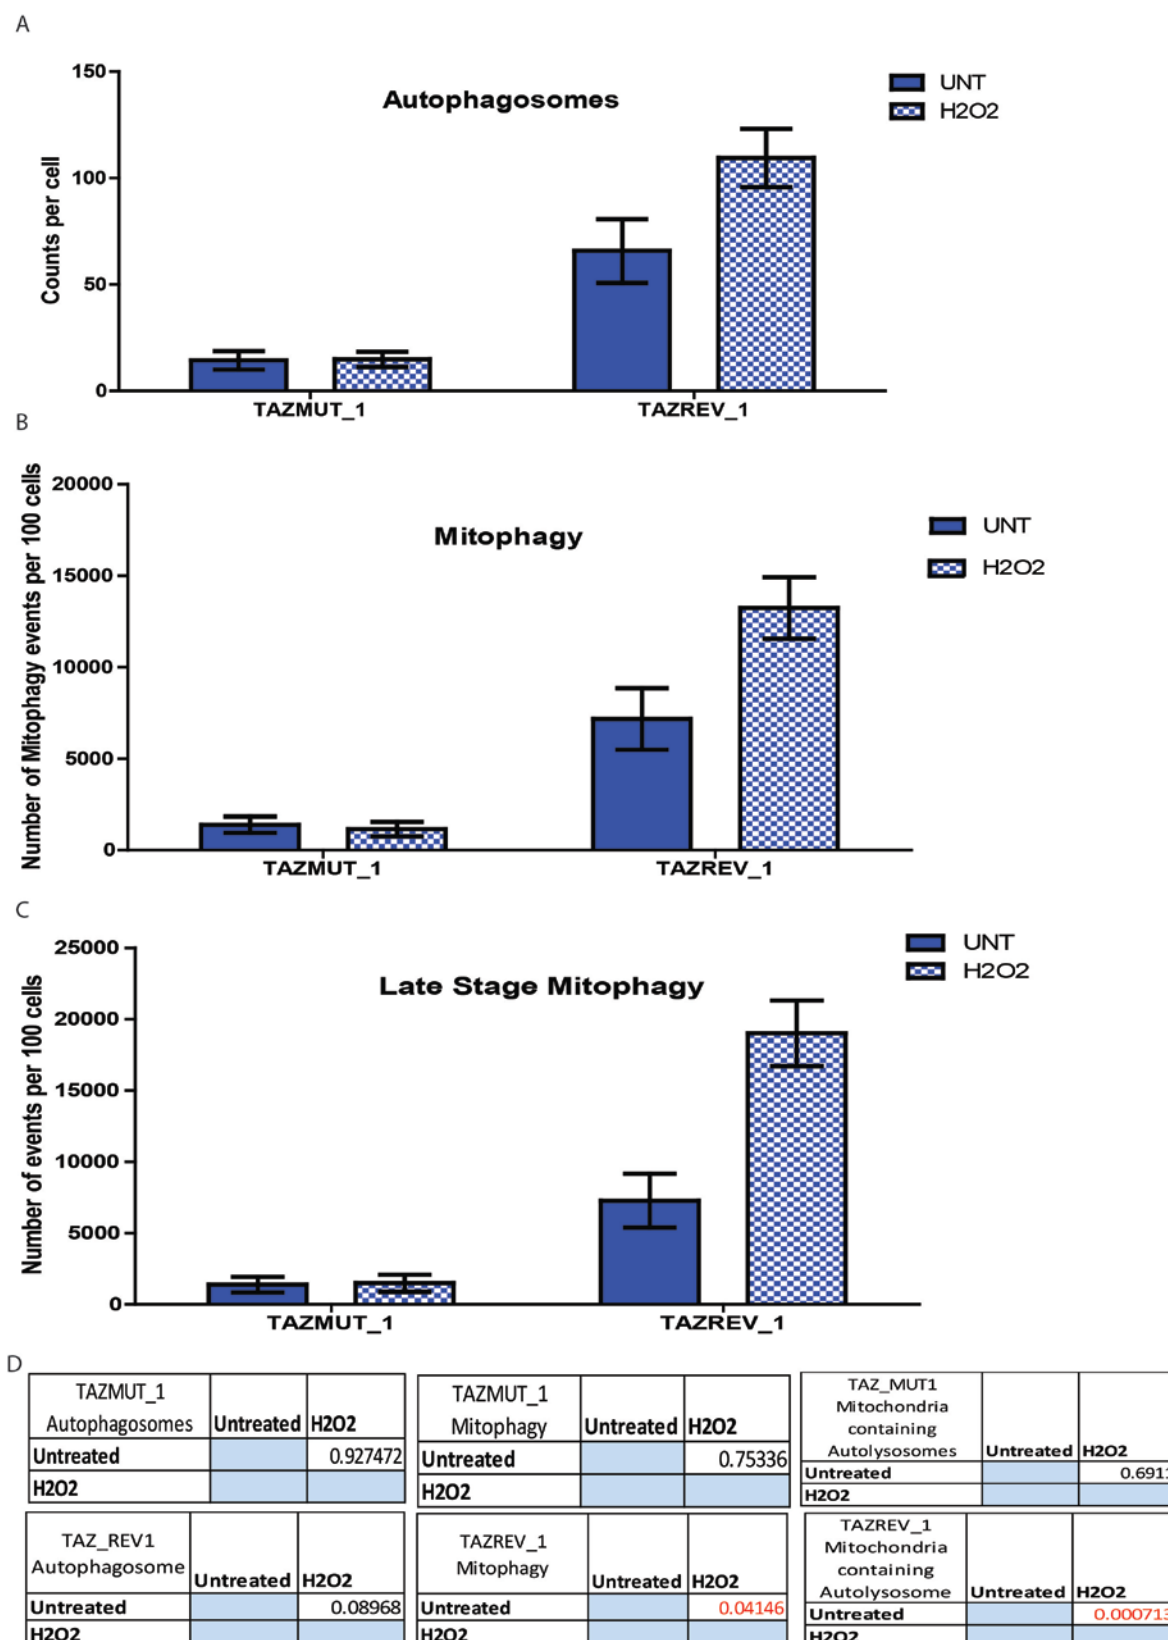 A
150
Autophagosomes
UNT
H2O2
Counts per cell
100
50
0
TAZMUT_1
TAZREV_1
B
20000
Mitophagy
UNT
H2O2
Number of Mitophagy events per 100 cells
15000
10000
5000
0
TAZMUT_1
TAZREV_1
C
25000
Late Stage Mitophagy
UNT
H2O2
Number of events per 100 cells
20000
15000
10000
5000
0
TAZMUT_1
TAZREV_1
D
TAZMUT_1
Autophagosomes Untreated H2O2
Untreated 0.927472
H2O2
TAZMUT_1
Mitophagy Untreated H2O2
Untreated 0.75336
H2O2
TAZ_MUT1
Mitochondria
containing
Autolysosomes Untreated H2O2
Untreated 0.6911
H2O2
TAZ_REV1
Autophagosome Untreated H2O2
Untreated 0.08968
H2O2
TAZREV_1
Mitophagy Untreated H2O2
Untreated 0.04146
H2O2
TAZREV_1
Mitochondria
containing
Autolysosome Untreated H2O2
Untreated 0.000713
H2O2